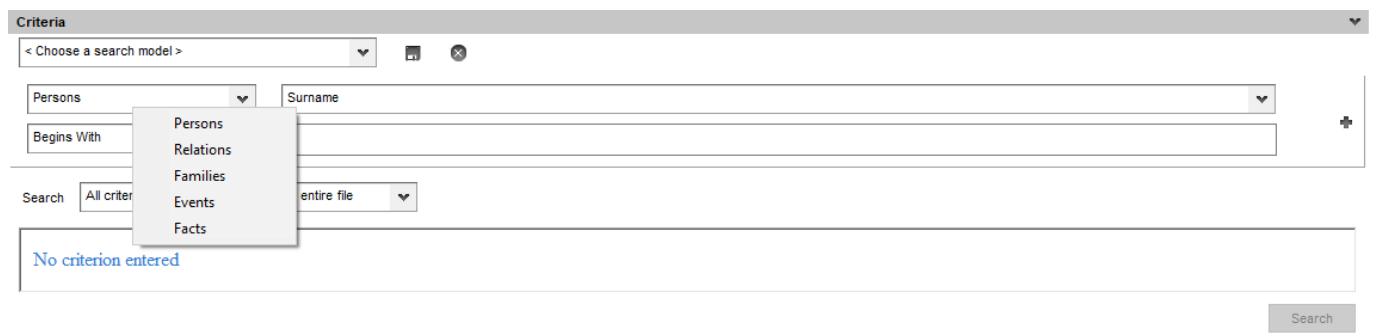 Criteria
< Choose a search model >
Persons
Surname
Persons
Begins With
Relations
Families
Search
All criter
Events
entire file
Facts
No criterion entered
Search